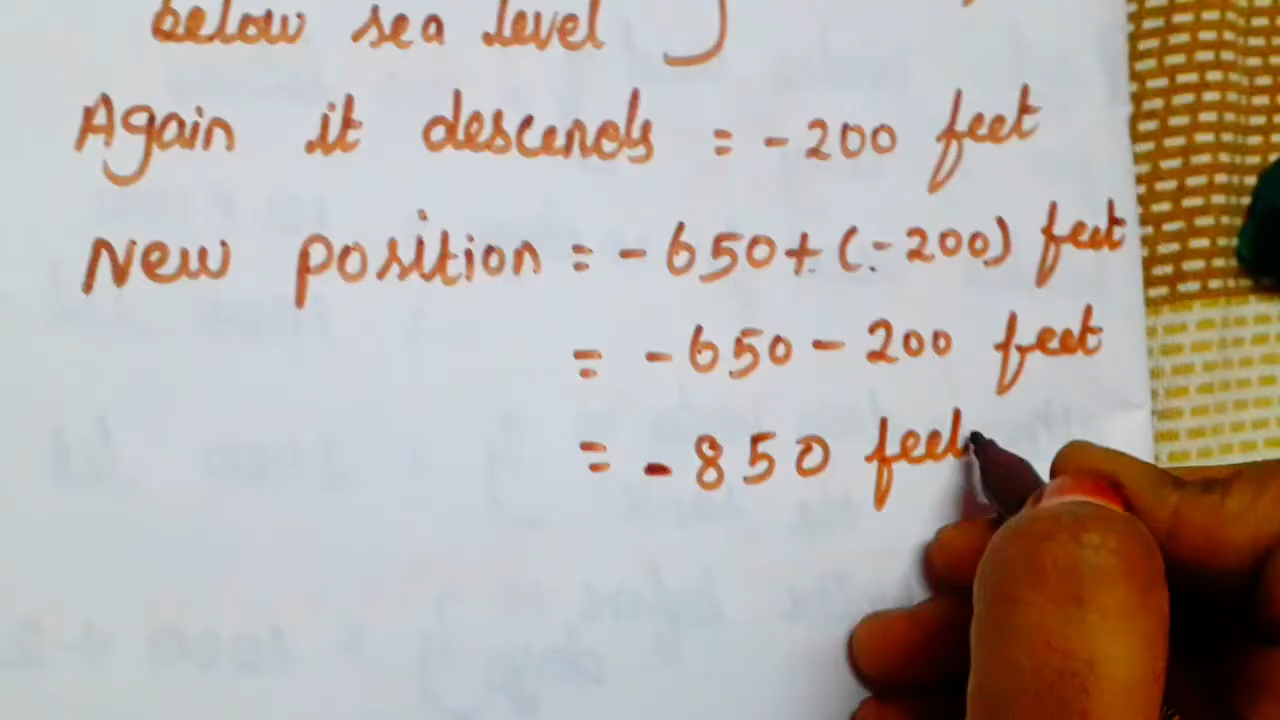 below sea level }
Again it descends = -200 feet
New position = -650+(-200) feet
= -650 - 200 feet
= -850 feet